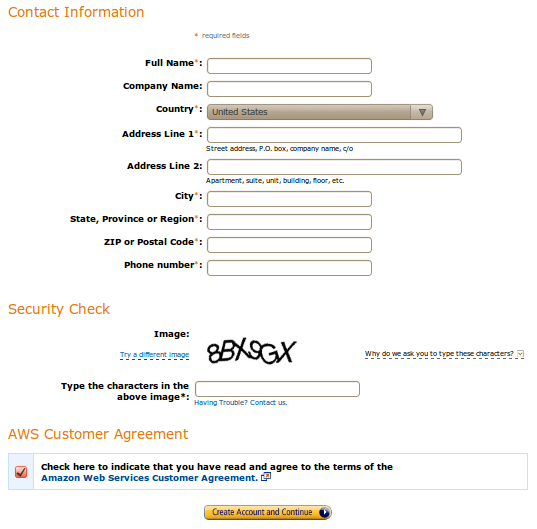 Contact Information
* required fields
Full Name*:
Company Name:
Country*: United States
Address Line 1*:
Street address, P.O. box, company name, c/o
Address Line 2:
Apartment, suite, unit, building, floor, etc.
City*:
State, Province or Region*:
ZIP or Postal Code*:
Phone number*:
Security Check
Image:
Try a different image 8BX9GX Why do we ask you to type these characters?
Type the characters in the
above image*:
Having Trouble? Contact us.
AWS Customer Agreement
Check here to indicate that you have read and agree to the terms of the
Amazon Web Services Customer Agreement.
Create Account and Continue